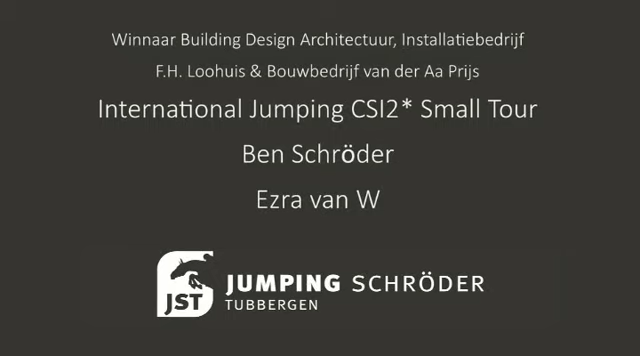 Winnaar Building Design Architectuur, Installatiebedrijf
F.H. Loohuis & Bouwbedrijf van der Aa Prijs
International Jumping CSI2* Small Tour
Ben Schröder
Ezra van W
JST
JUMPING SCHRÖDER
TUBBERGEN